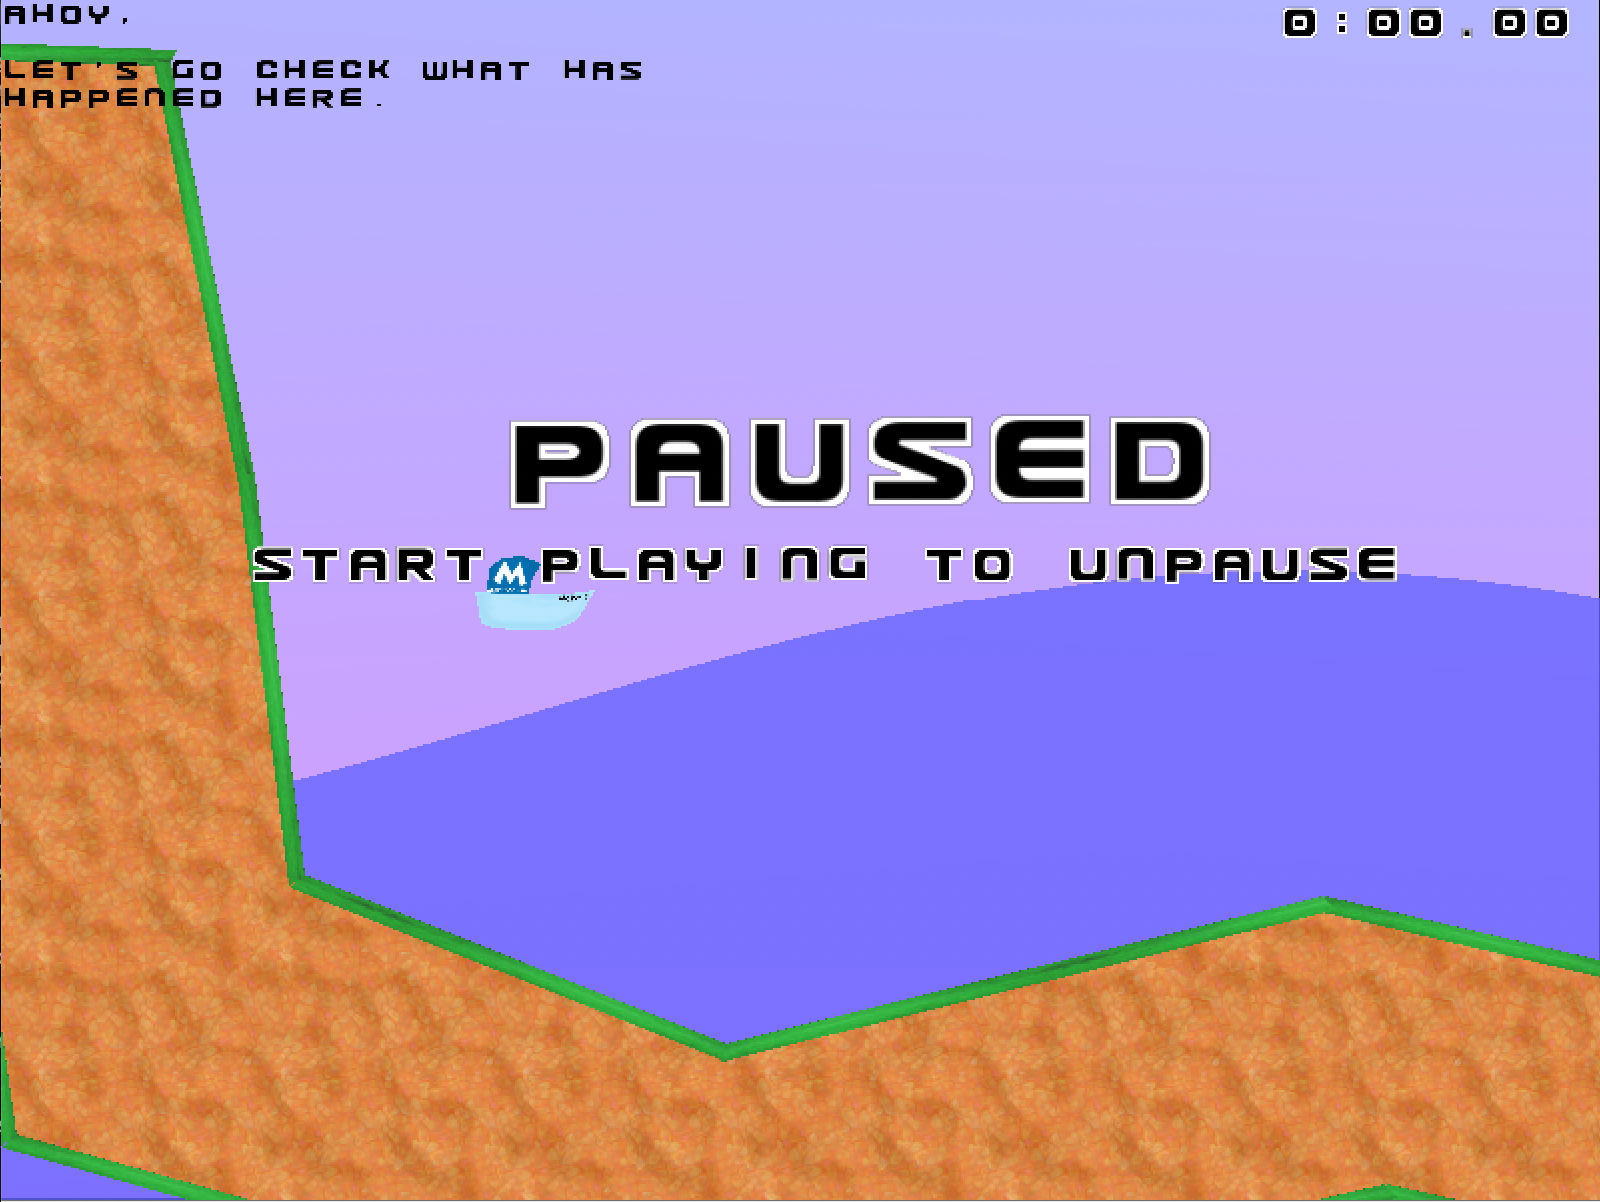 AHOY,
0:00.00
LET'S GO CHECK WHAT HAS
HAPPENED HERE.
PAUSED
START PLAYING TO UNPAUSE
M